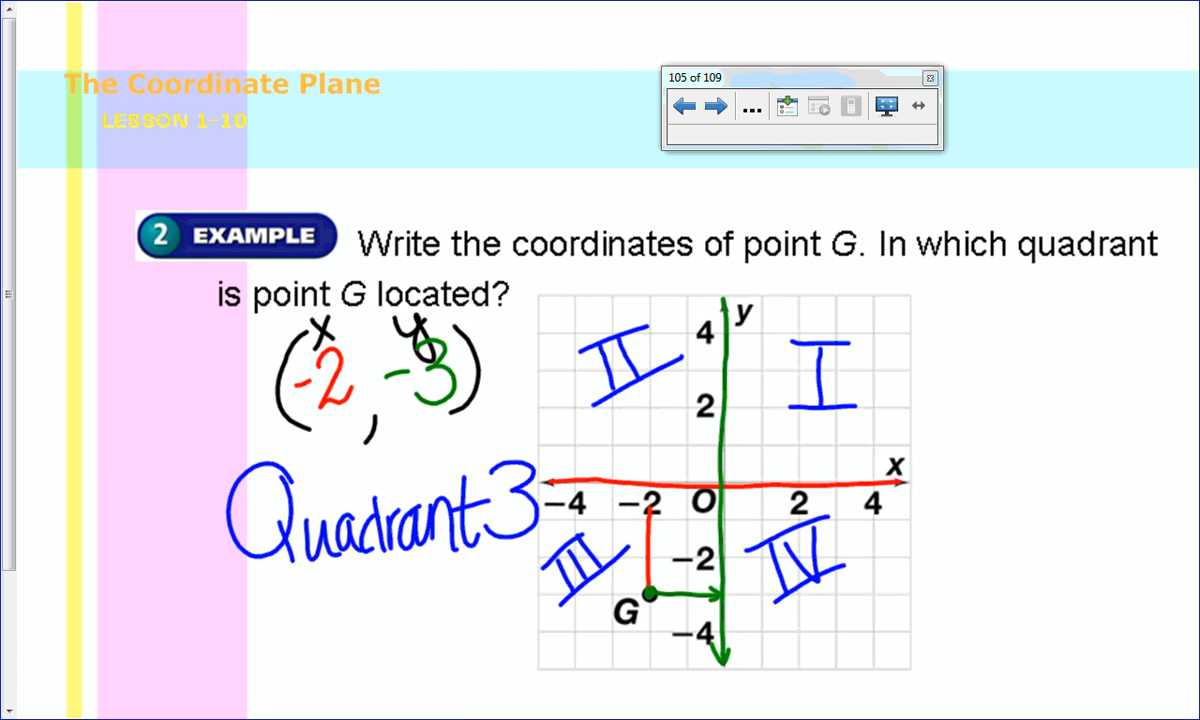 The Coordinate Plane
LESSON 1-10
105 of 109
2 EXAMPLE Write the coordinates of point G. In which quadrant
is point G located?
x y
(-2, -3)
Quadrant 3
y
4
2
II I
x
-4 -2 O 2 4
III IV
-2
G
-4